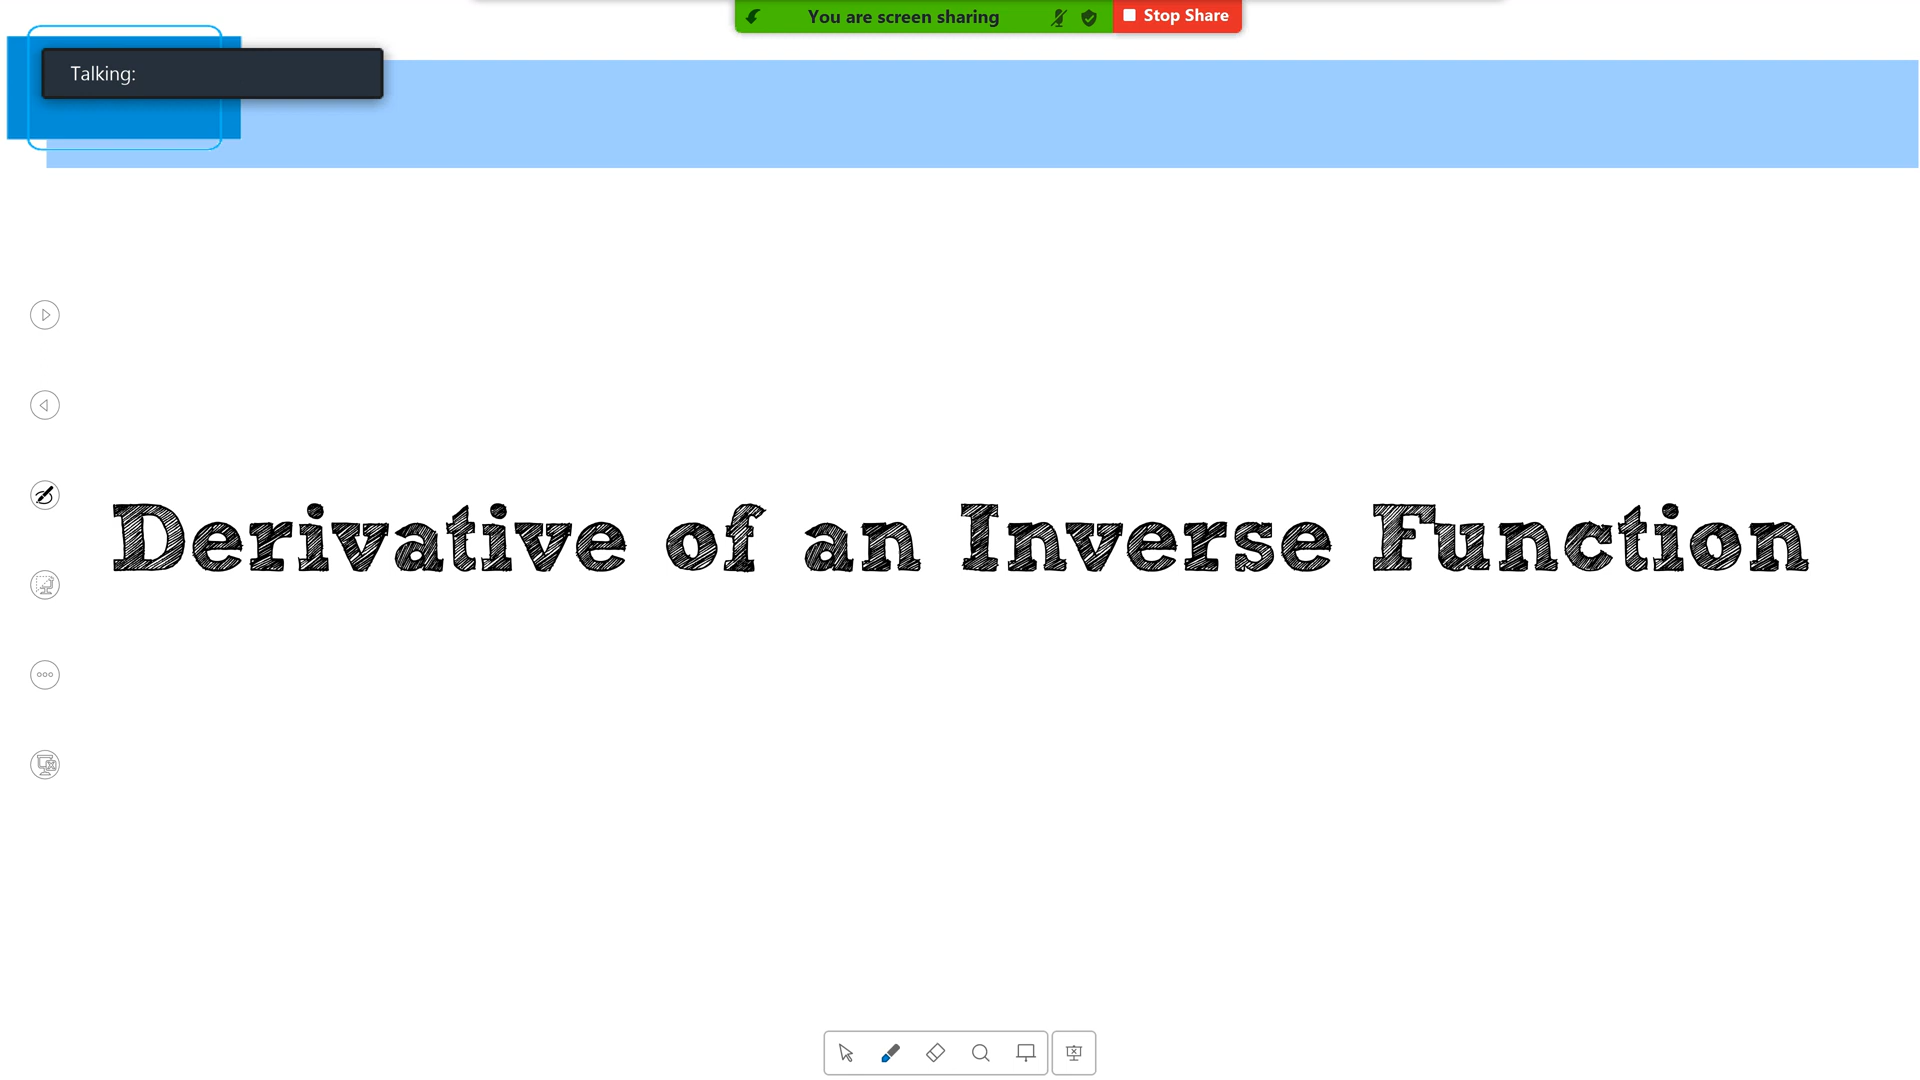 You are screen sharing
Stop Share
Talking:
Derivative of an Inverse Function